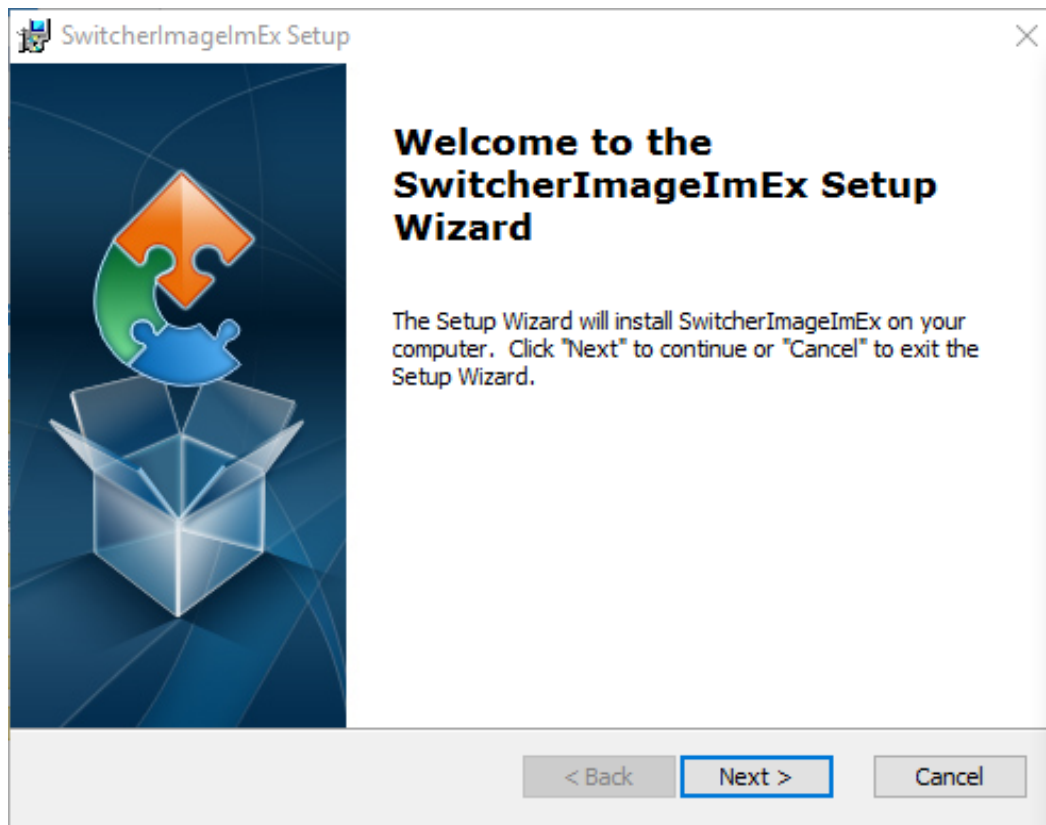 SwitcherImageImEx Setup
Welcome to the
SwitcherImageImEx Setup
Wizard
The Setup Wizard will install SwitcherImageImEx on your
computer.  Click "Next" to continue or "Cancel" to exit the
Setup Wizard.
< Back
Next >
Cancel